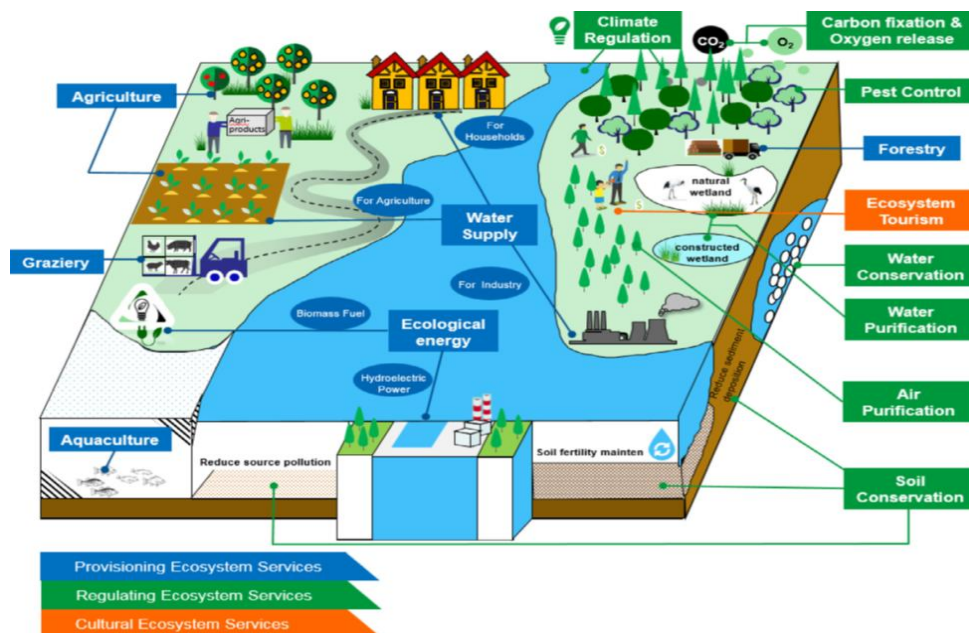 Climate
Regulation
CO2
O2
Carbon fixation &
Oxygen release
Agriculture
Agri-
products
For
Households
Pest Control
Forestry
natural
wetland
For Agriculture
Water
Supply
Ecosystem
Tourism
constructed
wetland
Graziery
Water
Conservation
For Industry
Biomass Fuel
Ecological
energy
Water
Purification
Hydroelectric
Power
Reduce sediment
deposition
Air
Purification
Aquaculture
Reduce source pollution
Soil fertility mainten
Soil
Conservation
$
$
Provisioning Ecosystem Services
Regulating Ecosystem Services
Cultural Ecosystem Services